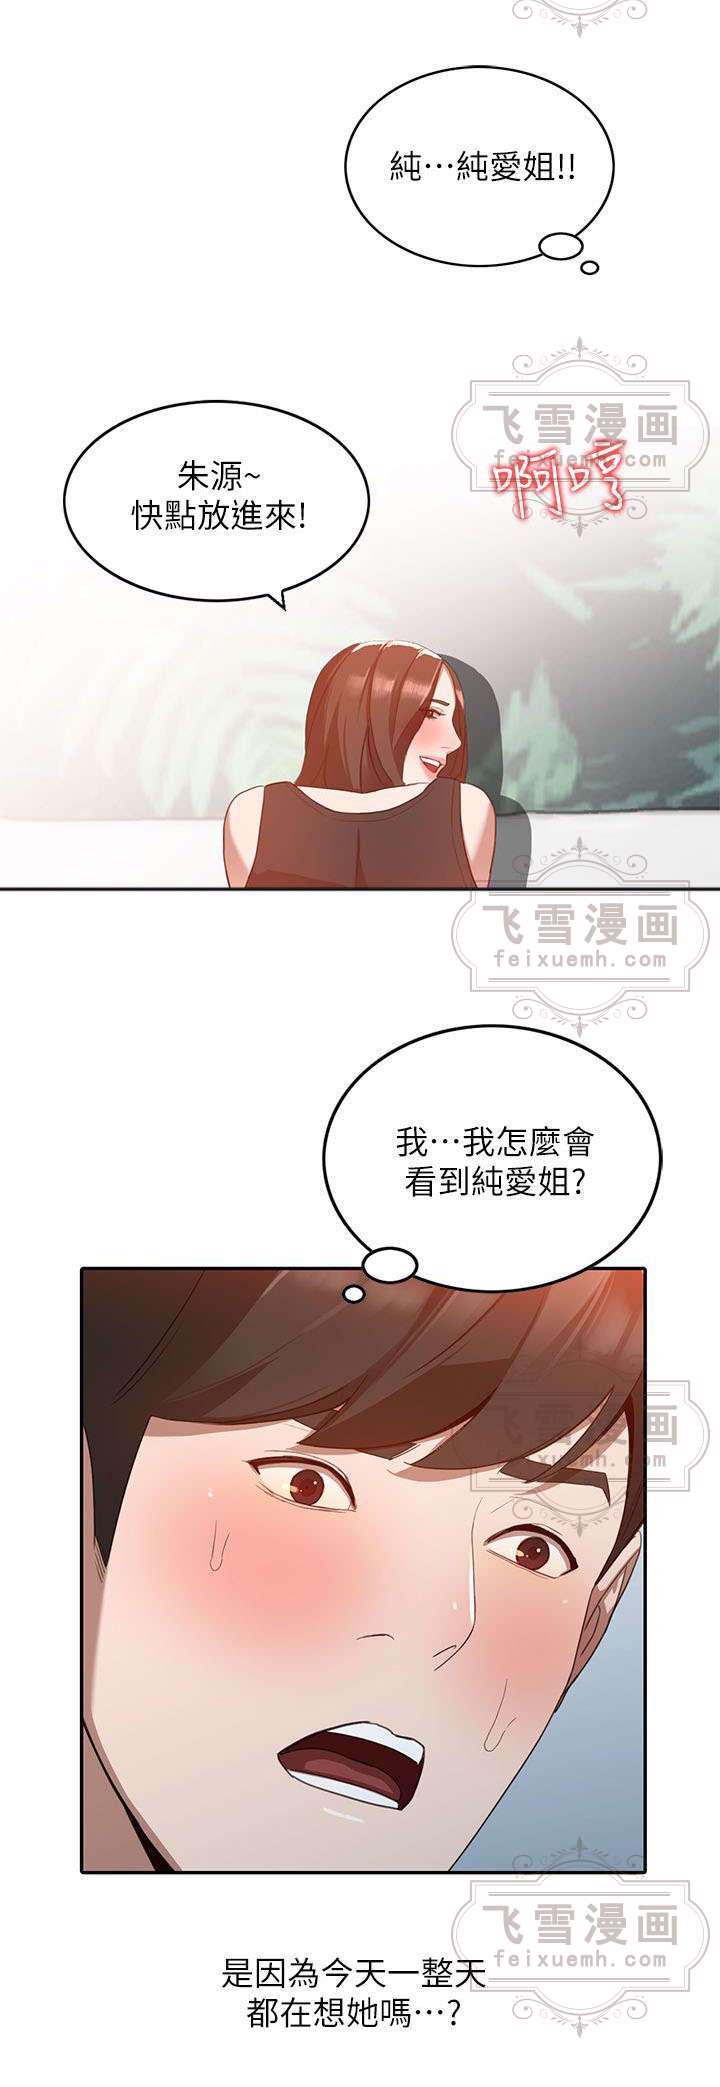 純…純愛姐!!
飞雪漫画
feixuemh.com
朱源~
快點放進來!
啊哼
飞雪漫画
feixuemh.com
我…我怎麼會
看到純愛姐?
飞雪漫画
feixuemh.com
飞雪漫画
feixuemh.com
是因為今天一整天
都在想她嗎…?